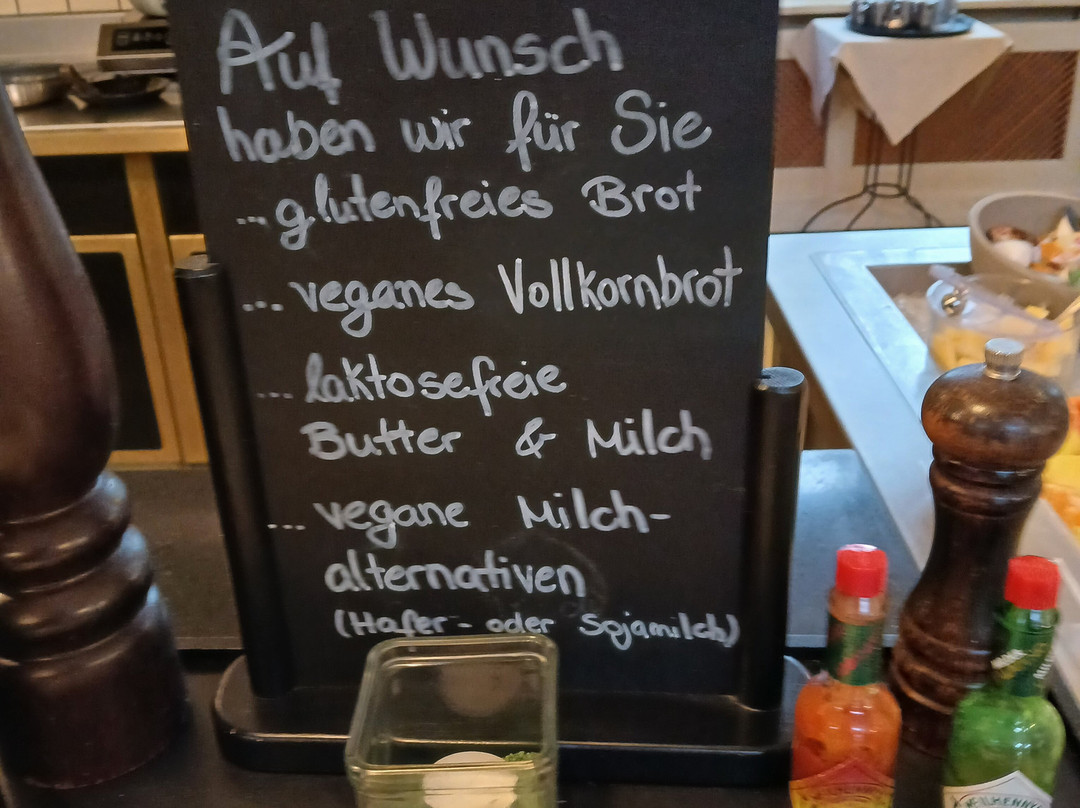 Auf Wunsch
haben wir für Sie
...glutenfreies Brot
...veganes Vollkornbrot
...laktosefreie
Butter & Milch
...vegane Milch-
alternativen
(Hafer- oder Sojamilch)